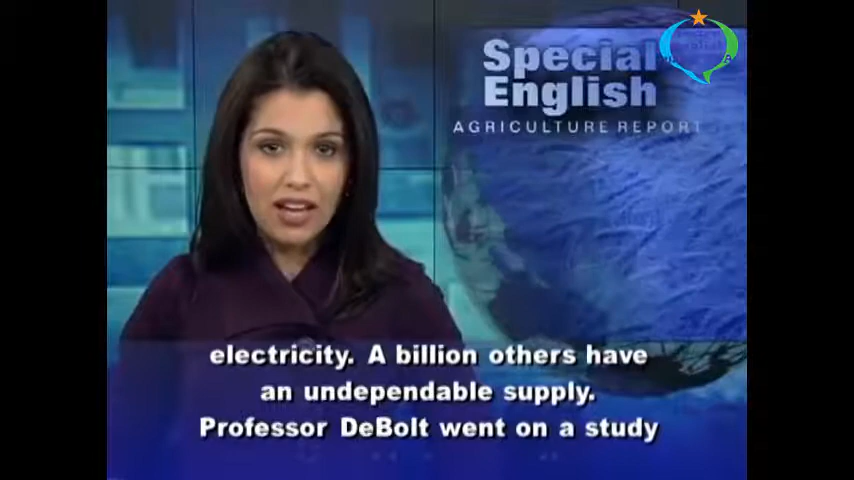 Special
English
AGRICULTURE REPORT
electricity. A billion others have
an undependable supply.
Professor DeBolt went on a study